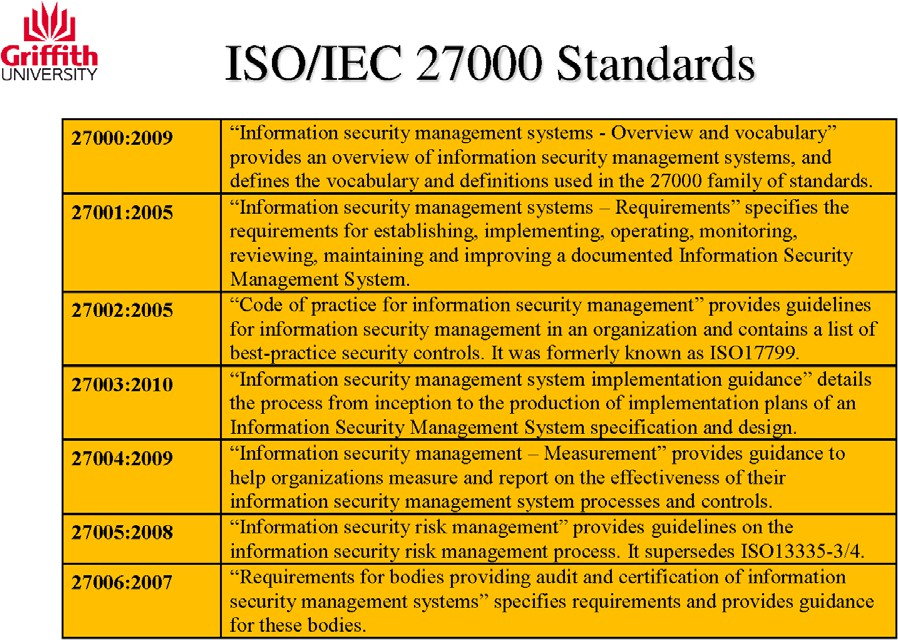 Griffith
UNIVERSITY
ISO/IEC 27000 Standards
27000:2009
“Information security management systems - Overview and vocabulary”
provides an overview of information security management systems, and
defines the vocabulary and definitions used in the 27000 family of standards.
27001:2005
“Information security management systems – Requirements” specifies the
requirements for establishing, implementing, operating, monitoring,
reviewing, maintaining and improving a documented Information Security
Management System.
27002:2005
“Code of practice for information security management” provides guidelines
for information security management in an organization and contains a list of
best-practice security controls. It was formerly known as ISO17799.
27003:2010
“Information security management system implementation guidance” details
the process from inception to the production of implementation plans of an
Information Security Management System specification and design.
27004:2009
“Information security management – Measurement” provides guidance to
help organizations measure and report on the effectiveness of their
information security management system processes and controls.
27005:2008
“Information security risk management” provides guidelines on the
information security risk management process. It supersedes ISO13335-3/4.
27006:2007
“Requirements for bodies providing audit and certification of information
security management systems” specifies requirements and provides guidance
for these bodies.